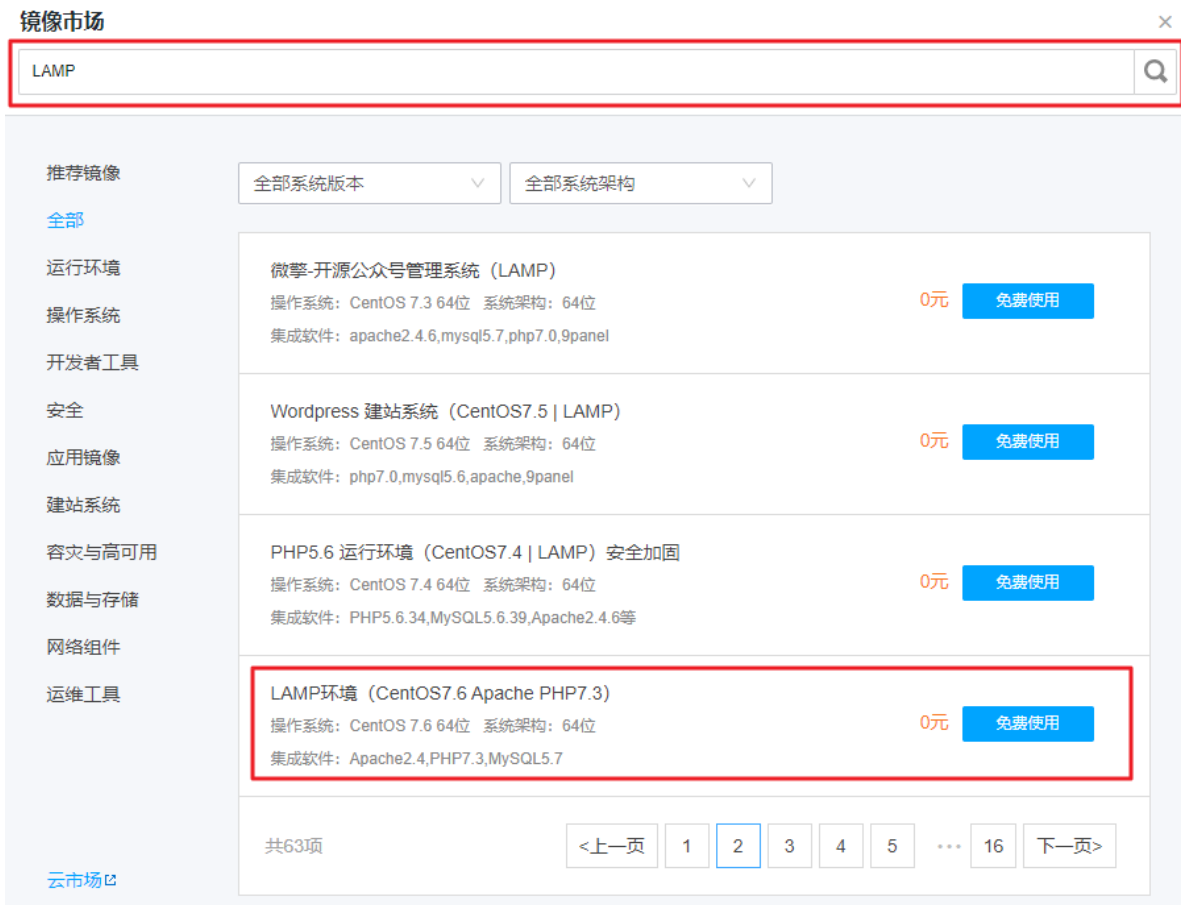 镜像市场
LAMP
推荐镜像
全部
运行环境
操作系统
开发者工具
安全
应用镜像
建站系统
容灾与高可用
数据与存储
网络组件
运维工具
云市场
全部系统版本 全部系统架构
微擎-开源公众号管理系统（LAMP）
操作系统：CentOS 7.3 64位 系统架构：64位
集成软件：apache2.4.6,mysql5.7,php7.0,9panel
0元 免费使用
Wordpress 建站系统（CentOS7.5 | LAMP）
操作系统：CentOS 7.5 64位 系统架构：64位
集成软件：php7.0,mysql5.6,apache,9panel
0元 免费使用
PHP5.6 运行环境（CentOS7.4 | LAMP）安全加固
操作系统：CentOS 7.4 64位 系统架构：64位
集成软件：PHP5.6.34,MySQL5.6.39,Apache2.4.6等
0元 免费使用
LAMP环境（CentOS7.6 Apache PHP7.3）
操作系统：CentOS 7.6 64位 系统架构：64位
集成软件：Apache2.4,PHP7.3,MySQL5.7
0元 免费使用
共63项 <上一页 1 2 3 4 5 ••• 16 下一页>